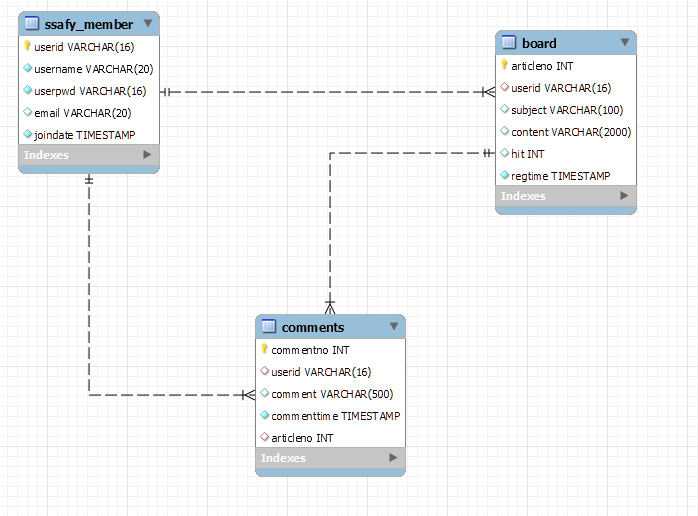 ssafy_member
userid VARCHAR(16)
username VARCHAR(20)
userpwd VARCHAR(16)
email VARCHAR(20)
joindate TIMESTAMP
Indexes
board
articleno INT
userid VARCHAR(16)
subject VARCHAR(100)
content VARCHAR(2000)
hit INT
regtime TIMESTAMP
Indexes
comments
commentno INT
userid VARCHAR(16)
comment VARCHAR(500)
commenttime TIMESTAMP
articleno INT
Indexes